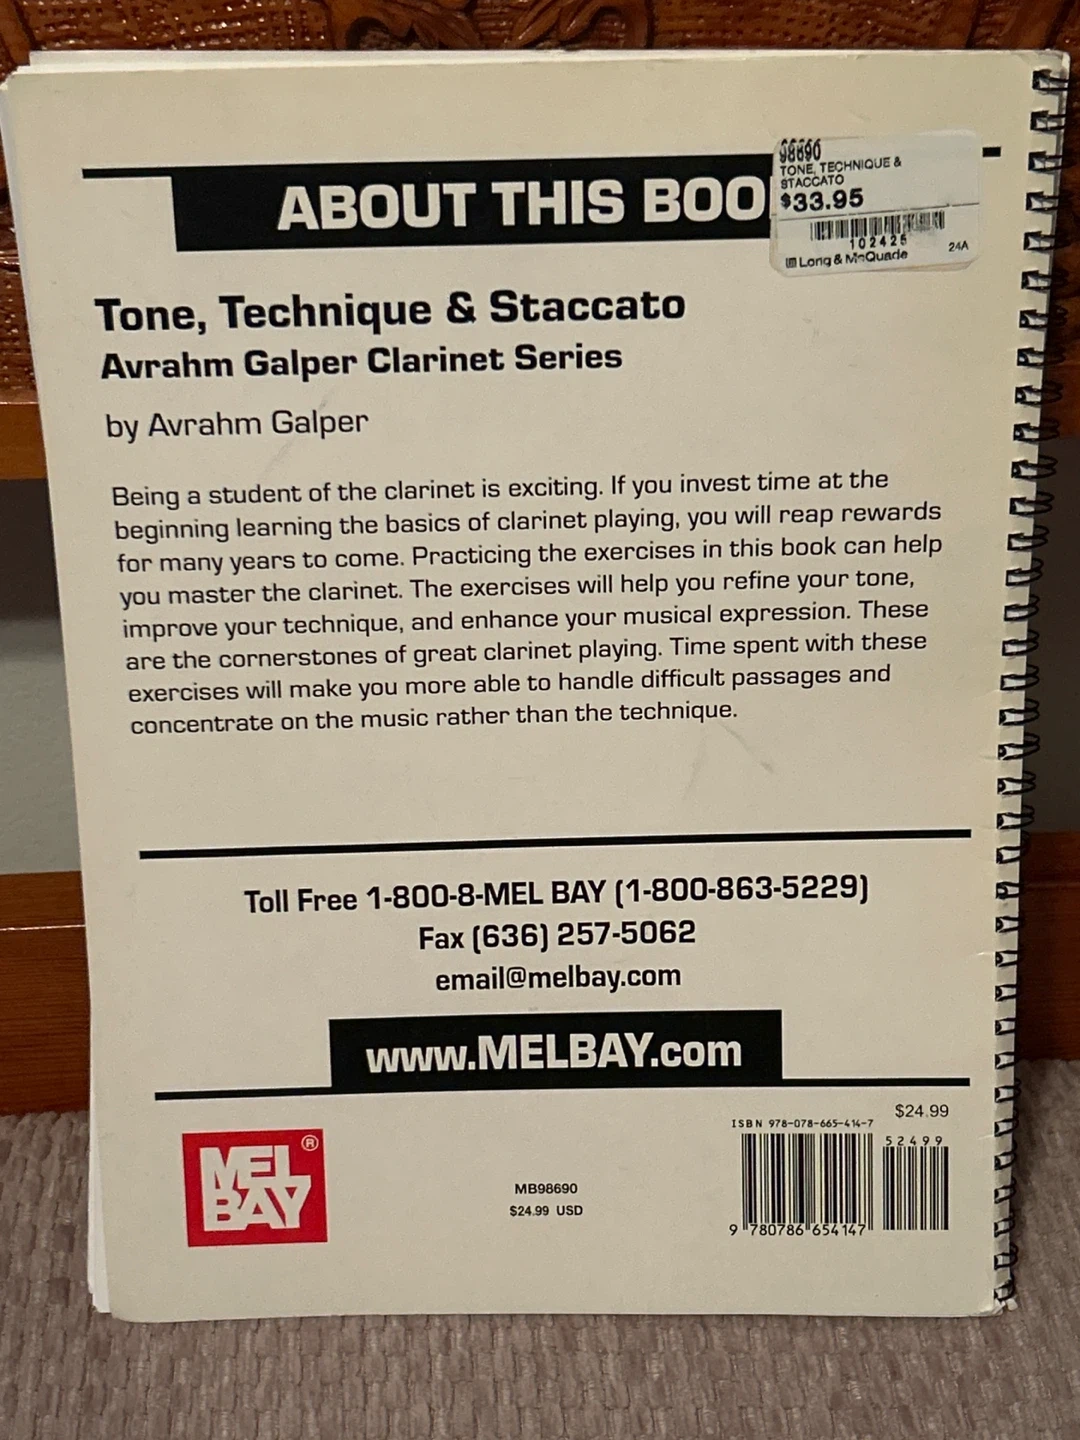 ABOUT THIS BOO
98690
TONE, TECHNIQUE &
STACCATO
$33.95
102425
24A
Long & McQuade
Tone, Technique & Staccato
Avrahm Galper Clarinet Series
by Avrahm Galper
Being a student of the clarinet is exciting. If you invest time at the
beginning learning the basics of clarinet playing, you will reap rewards
for many years to come. Practicing the exercises in this book can help
you master the clarinet. The exercises will help you refine your tone,
improve your technique, and enhance your musical expression. These
are the cornerstones of great clarinet playing. Time spent with these
exercises will make you more able to handle difficult passages and
concentrate on the music rather than the technique.
Toll Free 1-800-8-MEL BAY (1-800-863-5229)
Fax (636) 257-5062
email@melbay.com
www.MELBAY.com
MEL
BAY®
MB98690
$24.99 USD
$24.99
ISBN 978-078-665-414-7
52499
9 780786 654147